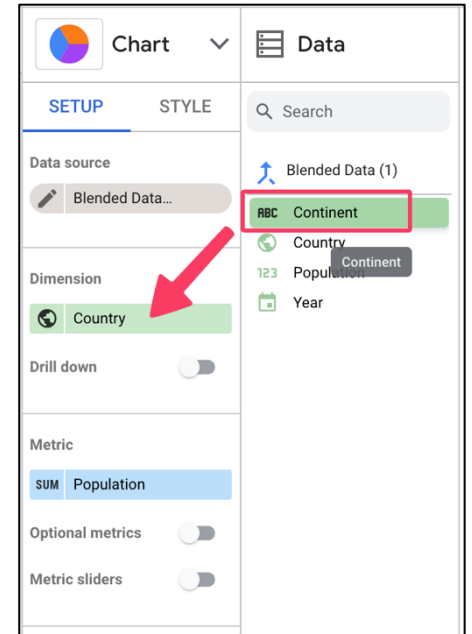 Chart
SETUP
STYLE
Data source
Blended Data...
Dimension
Country
Drill down
Metric
SUM Population
Optional metrics
Metric sliders
Data
Search
Blended Data (1)
ABC Continent
Country
Continent
123 Population
Year